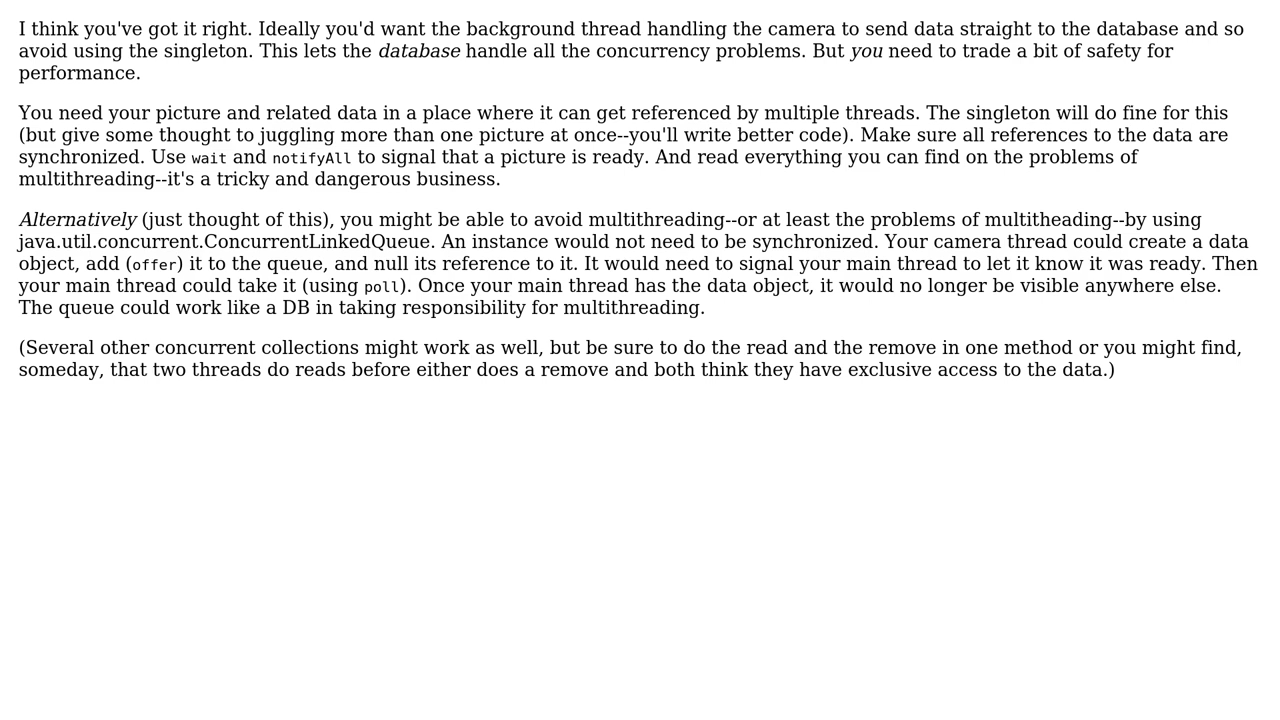 I think you've got it right. Ideally you'd want the background thread handling the camera to send data straight to the database and so
avoid using the singleton. This lets the database handle all the concurrency problems. But you need to trade a bit of safety for
performance.
You need your picture and related data in a place where it can get referenced by multiple threads. The singleton will do fine for this
(but give some thought to juggling more than one picture at once--you'll write better code). Make sure all references to the data are
synchronized. Use wait and notifyAll to signal that a picture is ready. And read everything you can find on the problems of
multithreading--it's a tricky and dangerous business.
Alternatively (just thought of this), you might be able to avoid multithreading--or at least the problems of multitheading--by using
java.util.concurrent.ConcurrentLinkedQueue. An instance would not need to be synchronized. Your camera thread could create a data
object, add (offer) it to the queue, and null its reference to it. It would need to signal your main thread to let it know it was ready. Then
your main thread could take it (using poll). Once your main thread has the data object, it would no longer be visible anywhere else.
The queue could work like a DB in taking responsibility for multithreading.
(Several other concurrent collections might work as well, but be sure to do the read and the remove in one method or you might find,
someday, that two threads do reads before either does a remove and both think they have exclusive access to the data.)